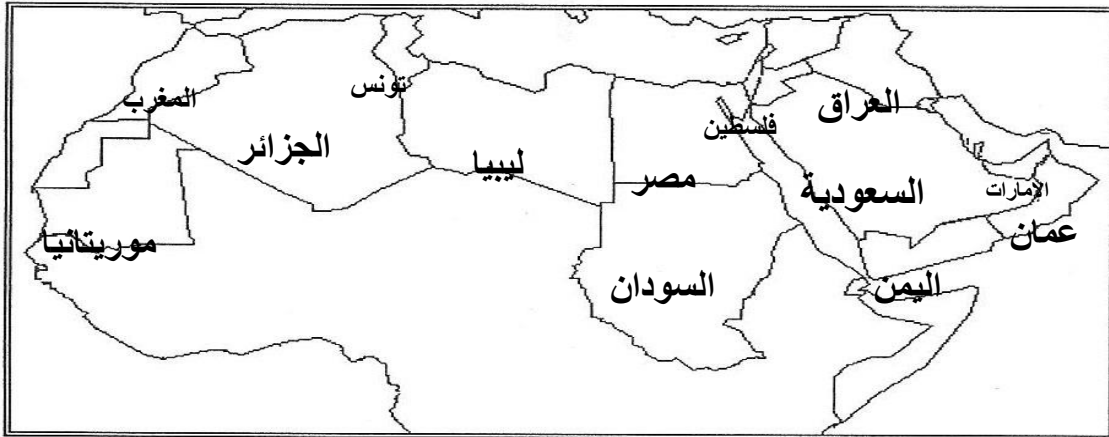 المغرب
تونس
العراق
فلسطين
الجزائر
ليبيا
مصر
السعودية
الإمارات
عمان
موريتانيا
السودان
اليمن